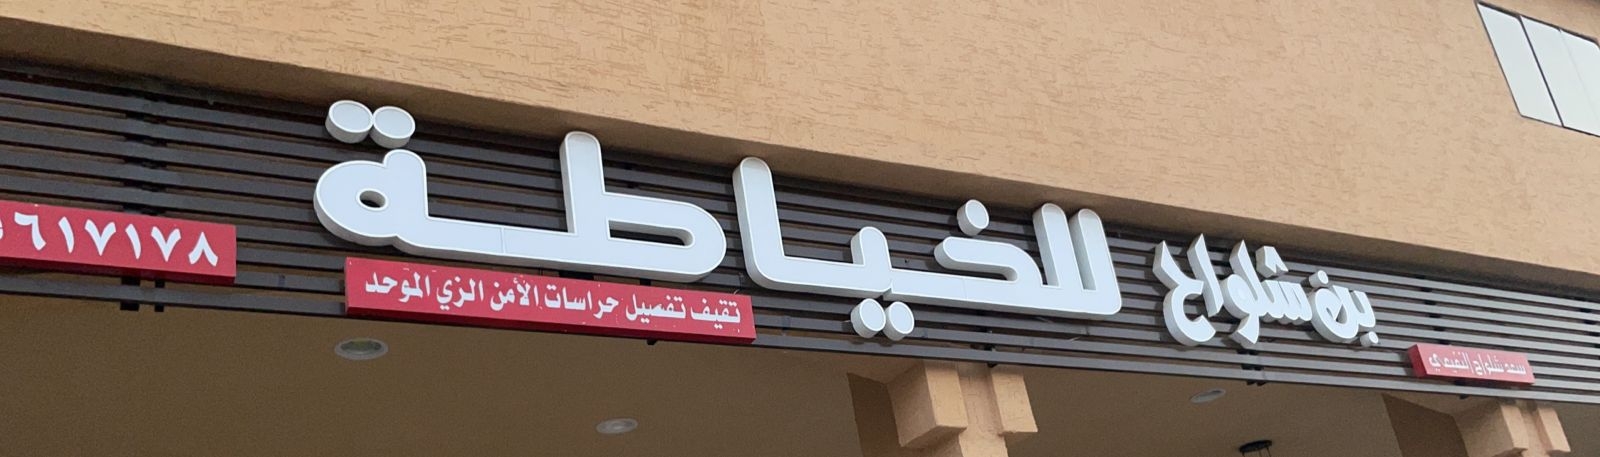 بن شلواح للخياطة
سعد شلواح النفيعي
تقيف تفصيل حراسات الأمن الزي الموحد
٦١٧١٧٨